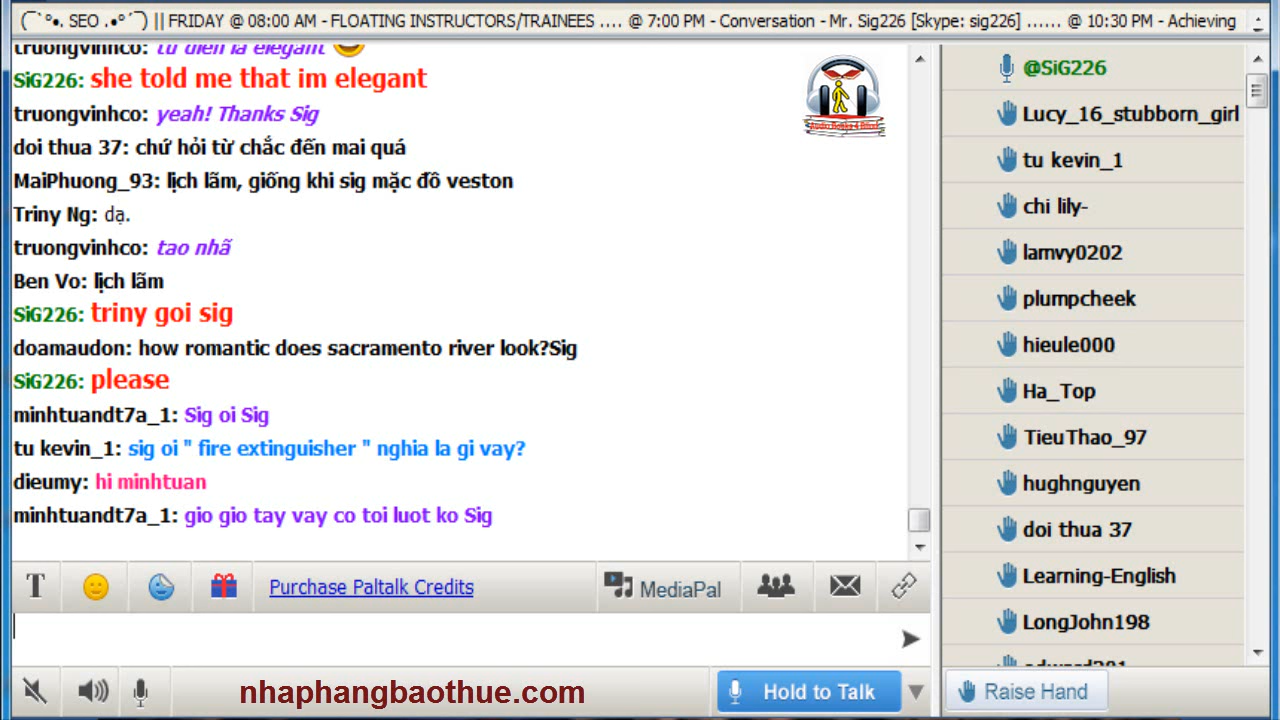 (¯`°•. SEO .•°´¯) || FRIDAY @ 08:00 AM - FLOATING INSTRUCTORS/TRAINEES .... @ 7:00 PM - Conversation - Mr. Sig226 [Skype: sig226] ...... @ 10:30 PM - Achieving
truongvinhco: tu dien la elegant
SiG226: she told me that im elegant
truongvinhco: yeah! Thanks Sig
doi thua 37: chứ hỏi từ chắc đến mai quá
MaiPhuong_93: lịch lãm, giống khi sig mặc đồ veston
Triny Ng: dạ.
truongvinhco: tao nhã
Ben Vo: lịch lãm
SiG226: triny goi sig
doamaudon: how romantic does sacramento river look?Sig
SiG226: please
minhtuandt7a_1: Sig oi Sig
tu kevin_1: sig oi " fire extinguisher " nghia la gi vay?
dieumy: hi minhtuan
minhtuandt7a_1: gio gio tay vay co toi luot ko Sig
@SiG226
Lucy_16_stubborn_girl
tu kevin_1
chi lily-
lamvy0202
plumpcheek
hieule000
Ha_Top
TieuThao_97
hughnguyen
doi thua 37
Learning-English
LongJohn198
T
Purchase Paltalk Credits
MediaPal
nhaphangbaothue.com
Hold to Talk
Raise Hand